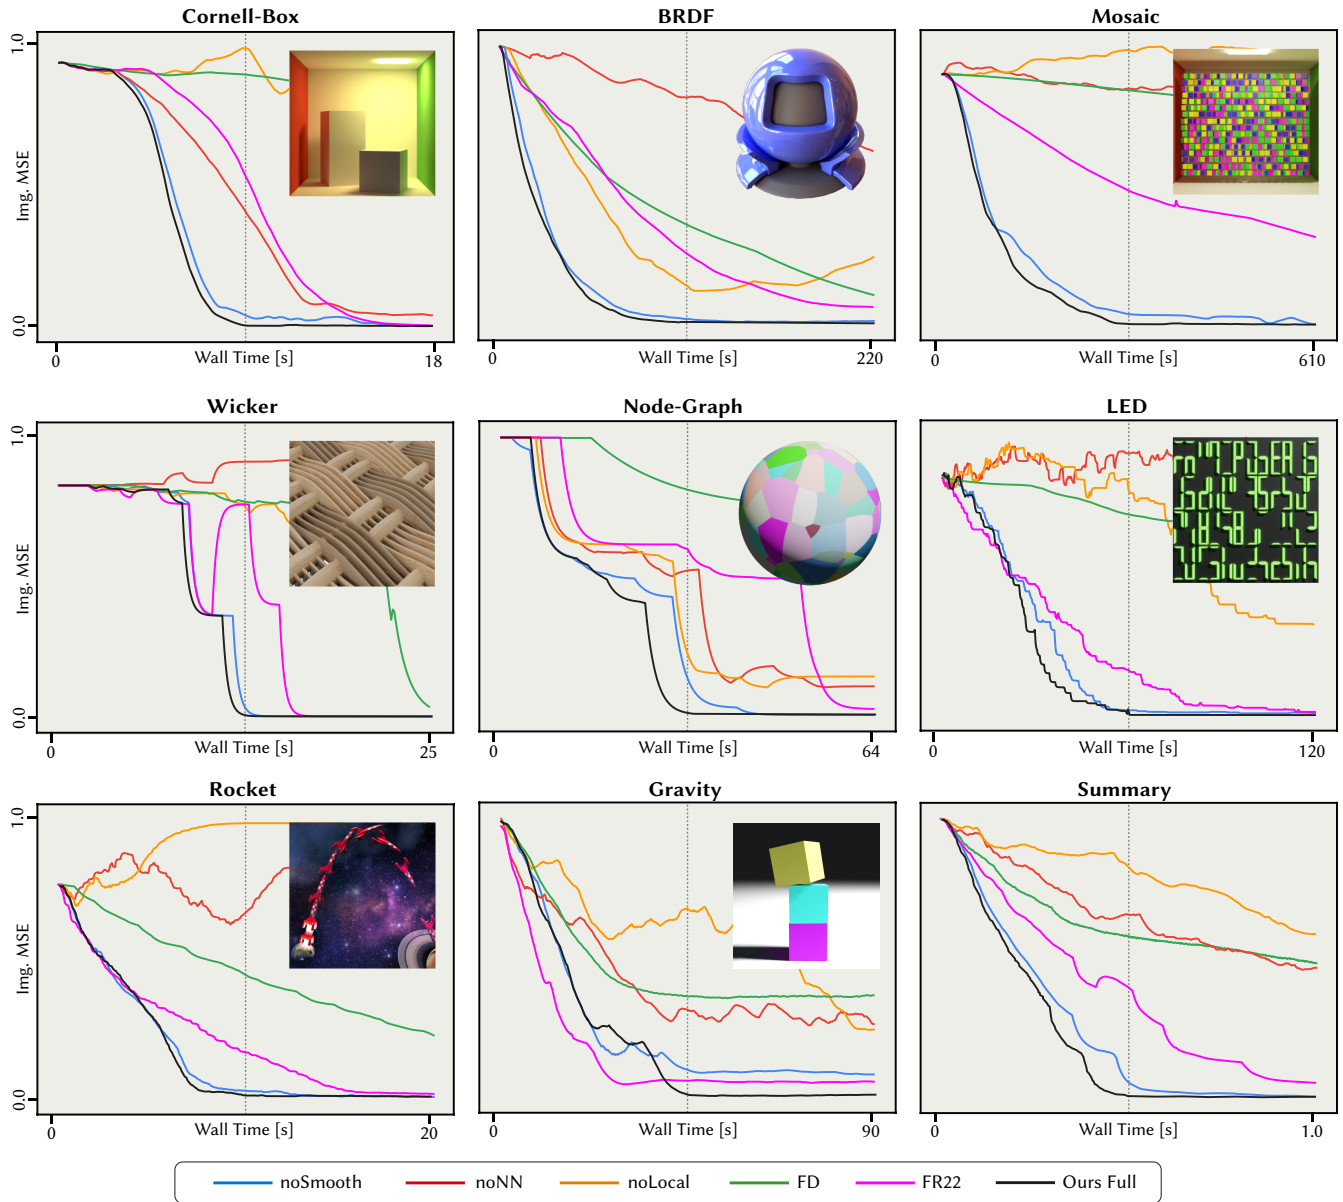 Cornell-Box
BRDF
Mosaic
1.0
Img. MSE
0.0
0
Wall Time [s]
18
0
Wall Time [s]
220
0
Wall Time [s]
610
Wicker
Node-Graph
LED
1.0
Img. MSE
0.0
0
Wall Time [s]
25
0
Wall Time [s]
64
0
Wall Time [s]
120
Rocket
Gravity
Summary
1.0
Img. MSE
0.0
0
Wall Time [s]
20
0
Wall Time [s]
90
0
Wall Time [s]
1.0
noSmooth
noNN
noLocal
FD
FR22
Ours Full